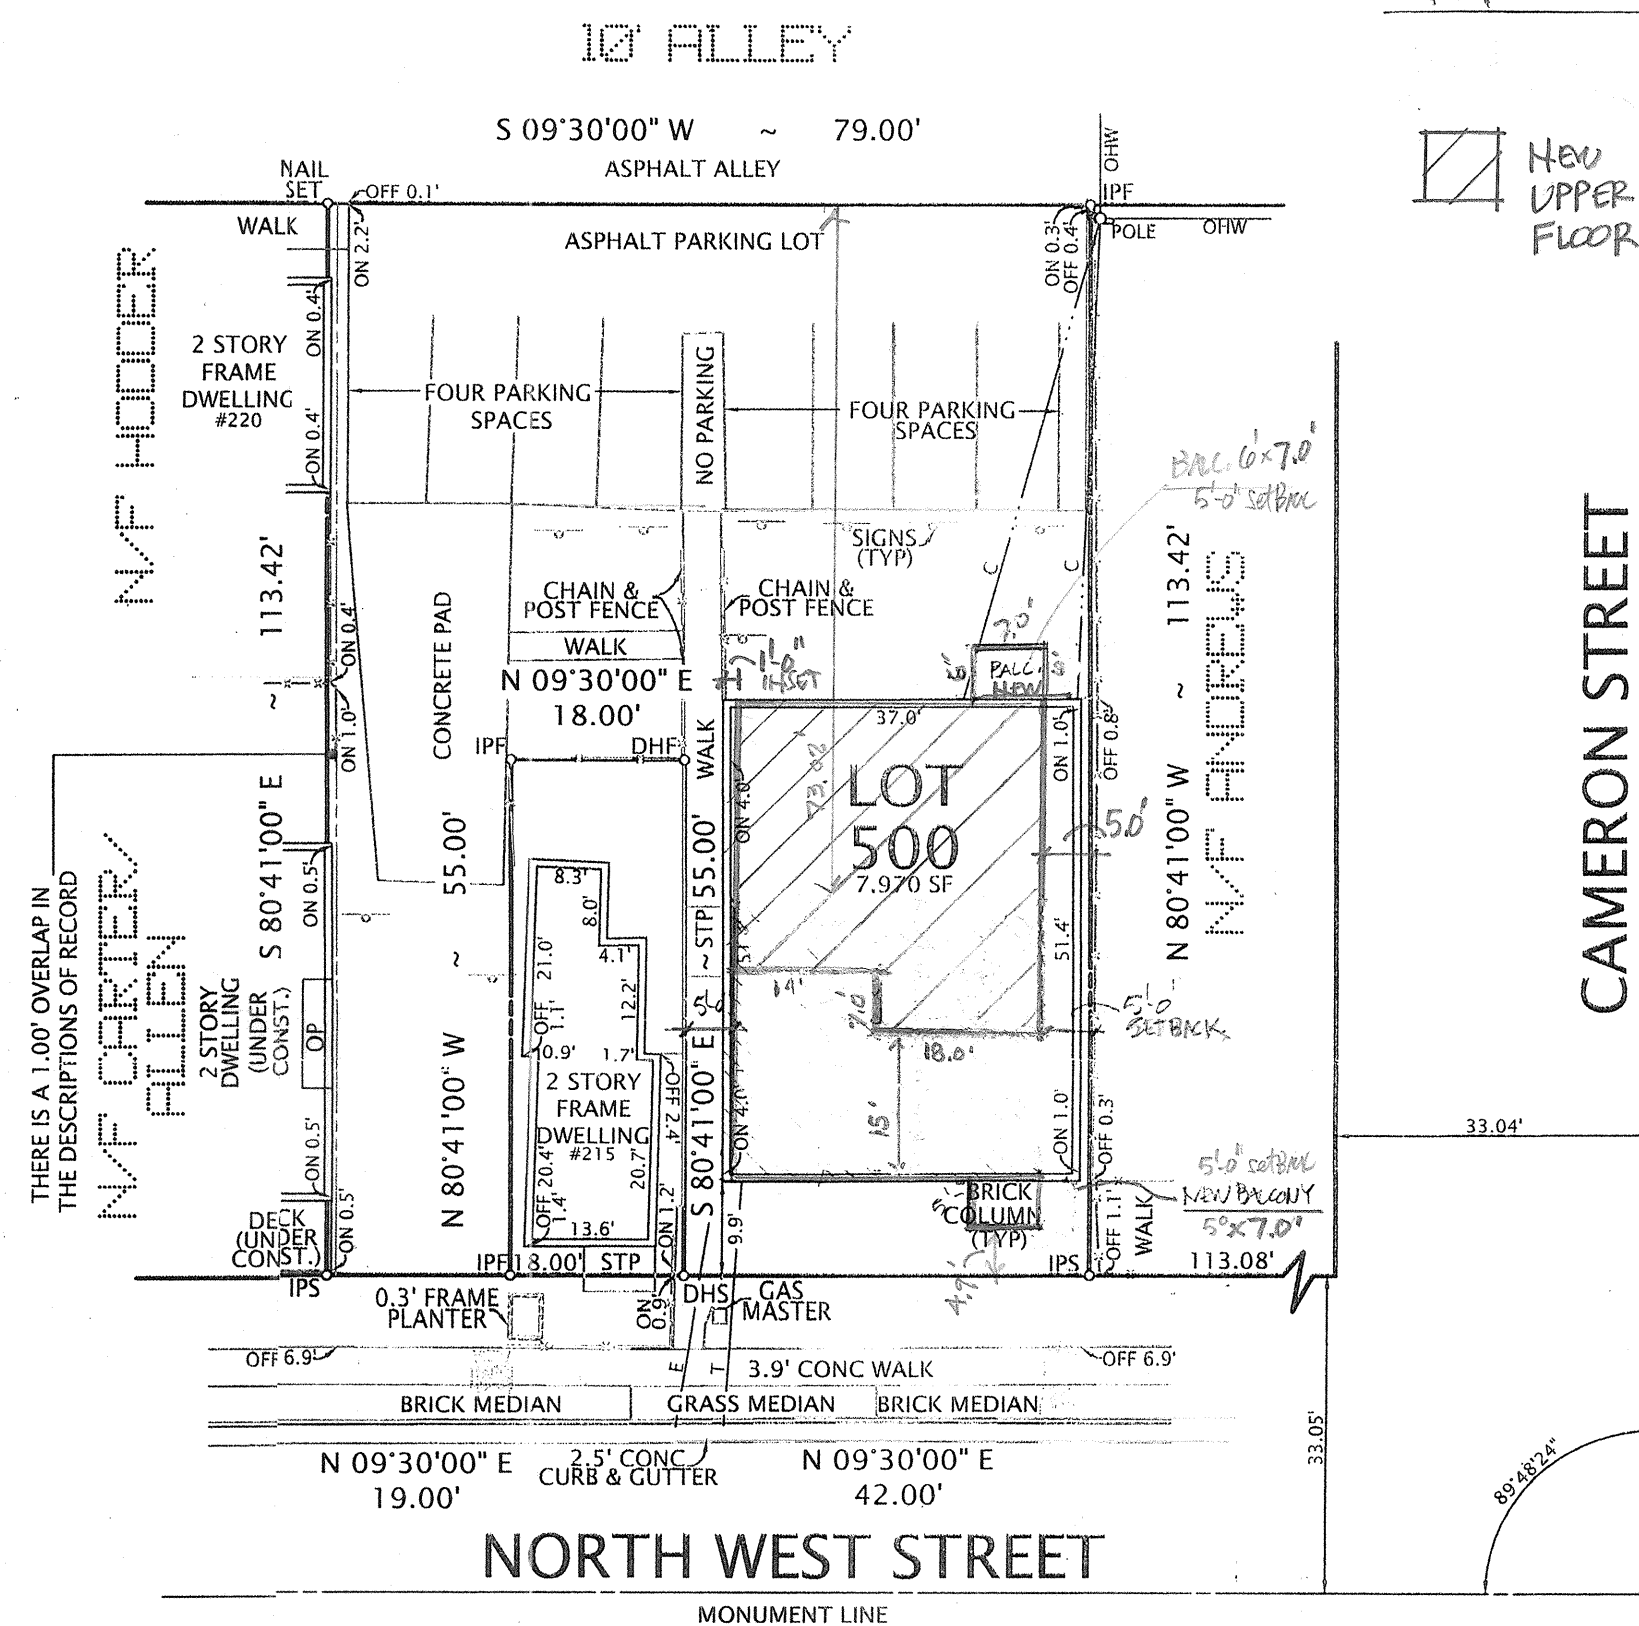 10' ALLEY
S 09°30'00" W ~ 79.00'
ASPHALT ALLEY
NAIL
SET
OFF 0.1'
OHW
IPF
POLE
OHW
NEW
UPPER
FLOOR
WALK
ON 2.2'
ASPHALT PARKING LOT
ON 0.3'
OFF 0.4'
N/F HODDER
2 STORY
FRAME
DWELLING
#220
ON 0.4'
ON 0.4'
FOUR PARKING
SPACES
NO PARKING
FOUR PARKING
SPACES
BALC. 6'x7.0'
5'-0" SETBACK
SIGNS
(TYP)
C
C
CHAIN &
POST FENCE
CHAIN &
POST FENCE
WALK
CONCRETE PAD
S 80°41'00" E ~ 113.42'
ON 0.4'
ON 1.0'
N 09°30'00" E
18.00'
IPF
DHF
WALK
1'-0"
INSET
7.0'
6'
6'
BALC.
NEW
37.0'
ON 4.0'
73.02
ON 1.0'
OFF 0.8'
LOT
500
7,970 SF
5.0'
51.4'
N 80°41'00" W ~ 113.42'
N/F ANDREWS
CAMERON STREET
THERE IS A 1.00' OVERLAP IN
THE DESCRIPTIONS OF RECORD
N/F CARTER/
ALLEN
2 STORY
DWELLING
(UNDER
CONST.)
OP
ON 0.5'
ON 0.5'
ON 0.5'
DECK
(UNDER
CONST.)
IPS
N 80°41'00" W ~ 55.00'
8.3'
8.0'
4.1'
21.0'
12.2'
OFF
1.1'
0.9'
1.7'
2 STORY
FRAME
DWELLING
#215
OFF 20.4'
1.4'
20.7'
13.6'
OFF 2.4'
ON 1.2'
S 80°41'00" E ~ STP 55.00'
14'
7.0'
18.0'
15'
5'-0"
SETBACK
ON 4.0'
ON 1.0'
OFF 0.3'
33.04'
5'-0" SETBACK
NEW BALCONY
5°x7.0'
9.9'
BRICK
COLUMN
(TYP)
4.9'
OFF 1.1'
WALK
IPS
113.08'
IPF
18.00'
STP
DHS
ON
0.9'
GAS
MASTER
0.3' FRAME
PLANTER
OFF 6.9'
E
T
3.9' CONC WALK
OFF 6.9'
BRICK MEDIAN
GRASS MEDIAN
BRICK MEDIAN
N 09°30'00" E
19.00'
2.5' CONC
CURB & GUTTER
N 09°30'00" E
42.00'
33.05'
89°48'24"
NORTH WEST STREET
MONUMENT LINE